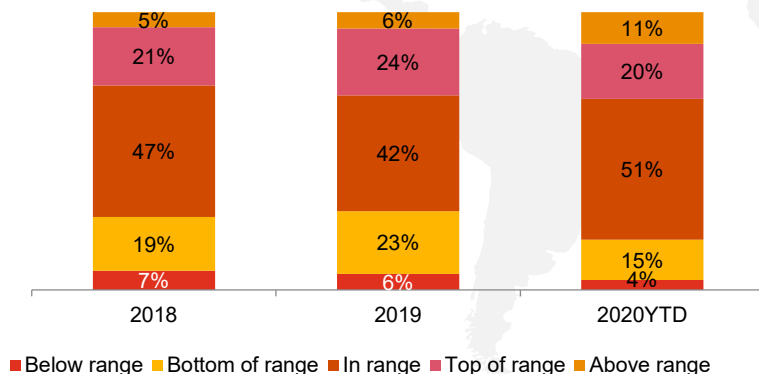 5% 6% 11%
21% 24% 20%
47% 42% 51%
19% 23% 15%
7% 6% 4%
2018 2019 2020YTD
Below range Bottom of range In range Top of range Above range